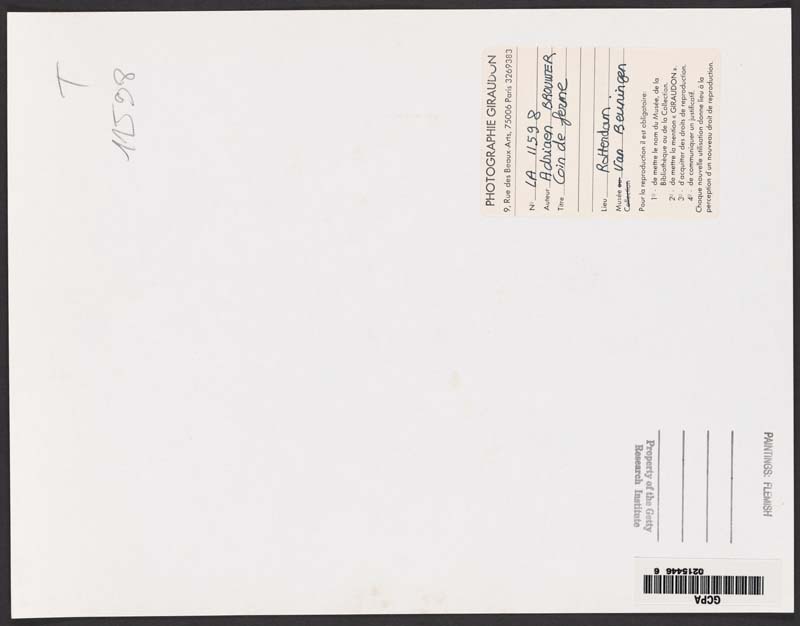 T
11598
PHOTOGRAPHIE GIRAUDON
9, Rue des Beaux Arts, 75006 Paris 3269383
N° LA 11598
Auteur Adriaen BROUWER
Titre Coin de ferme
Lieu Rotterdam
Musée ou Van Beuningen
Collection
Pour la reproduction il est obligatoire:
1° - de mettre le nom du Musée, de la
Bibliothèque ou de la Collection.
2° - de mettre la mention « GIRAUDON ».
3° - d'acquitter des droits de reproduction.
4° - de communiquer un justificatif.
Chaque nouvelle utilisation donne lieu à la
perception d'un nouveau droit de reproduction.
PAINTINGS: FLEMISH
Property of the Getty
Research Institute
GCPA
0215446 6